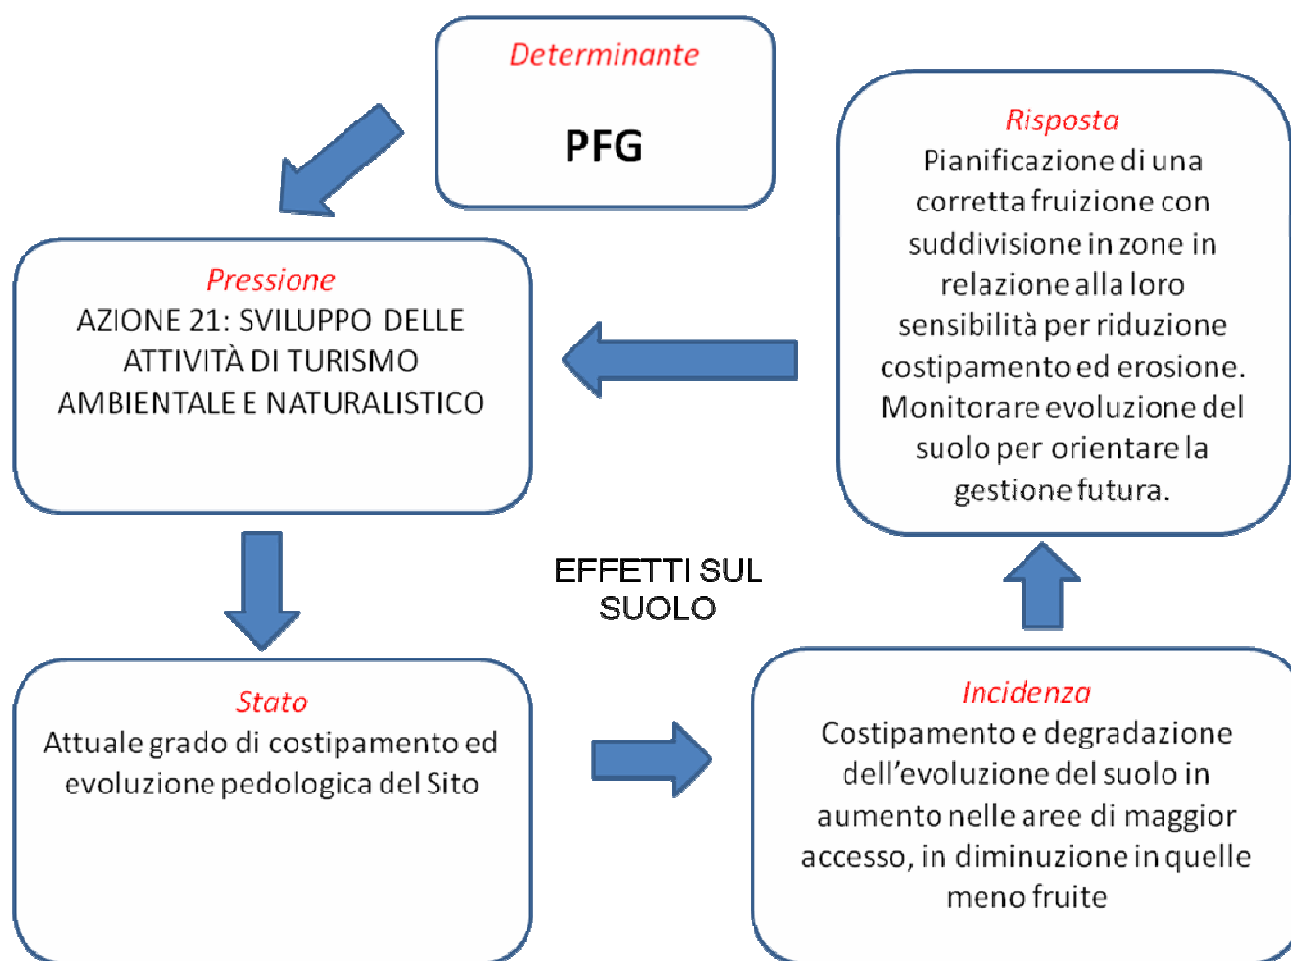 Determinante
PFG
Pressione
AZIONE 21: SVILUPPO DELLE
ATTIVITÀ DI TURISMO
AMBIENTALE E NATURALISTICO
Risposta
Pianificazione di una
corretta fruizione con
suddivisione in zone in
relazione alla loro
sensibilità per riduzione
costipamento ed erosione.
Monitorare evoluzione del
suolo per orientare la
gestione futura.
EFFETTI SUL
SUOLO
Stato
Attuale grado di costipamento ed
evoluzione pedologica del Sito
Incidenza
Costipamento e degradazione
dell'evoluzione del suolo in
aumento nelle aree di maggior
accesso, in diminuzione in quelle
meno fruite